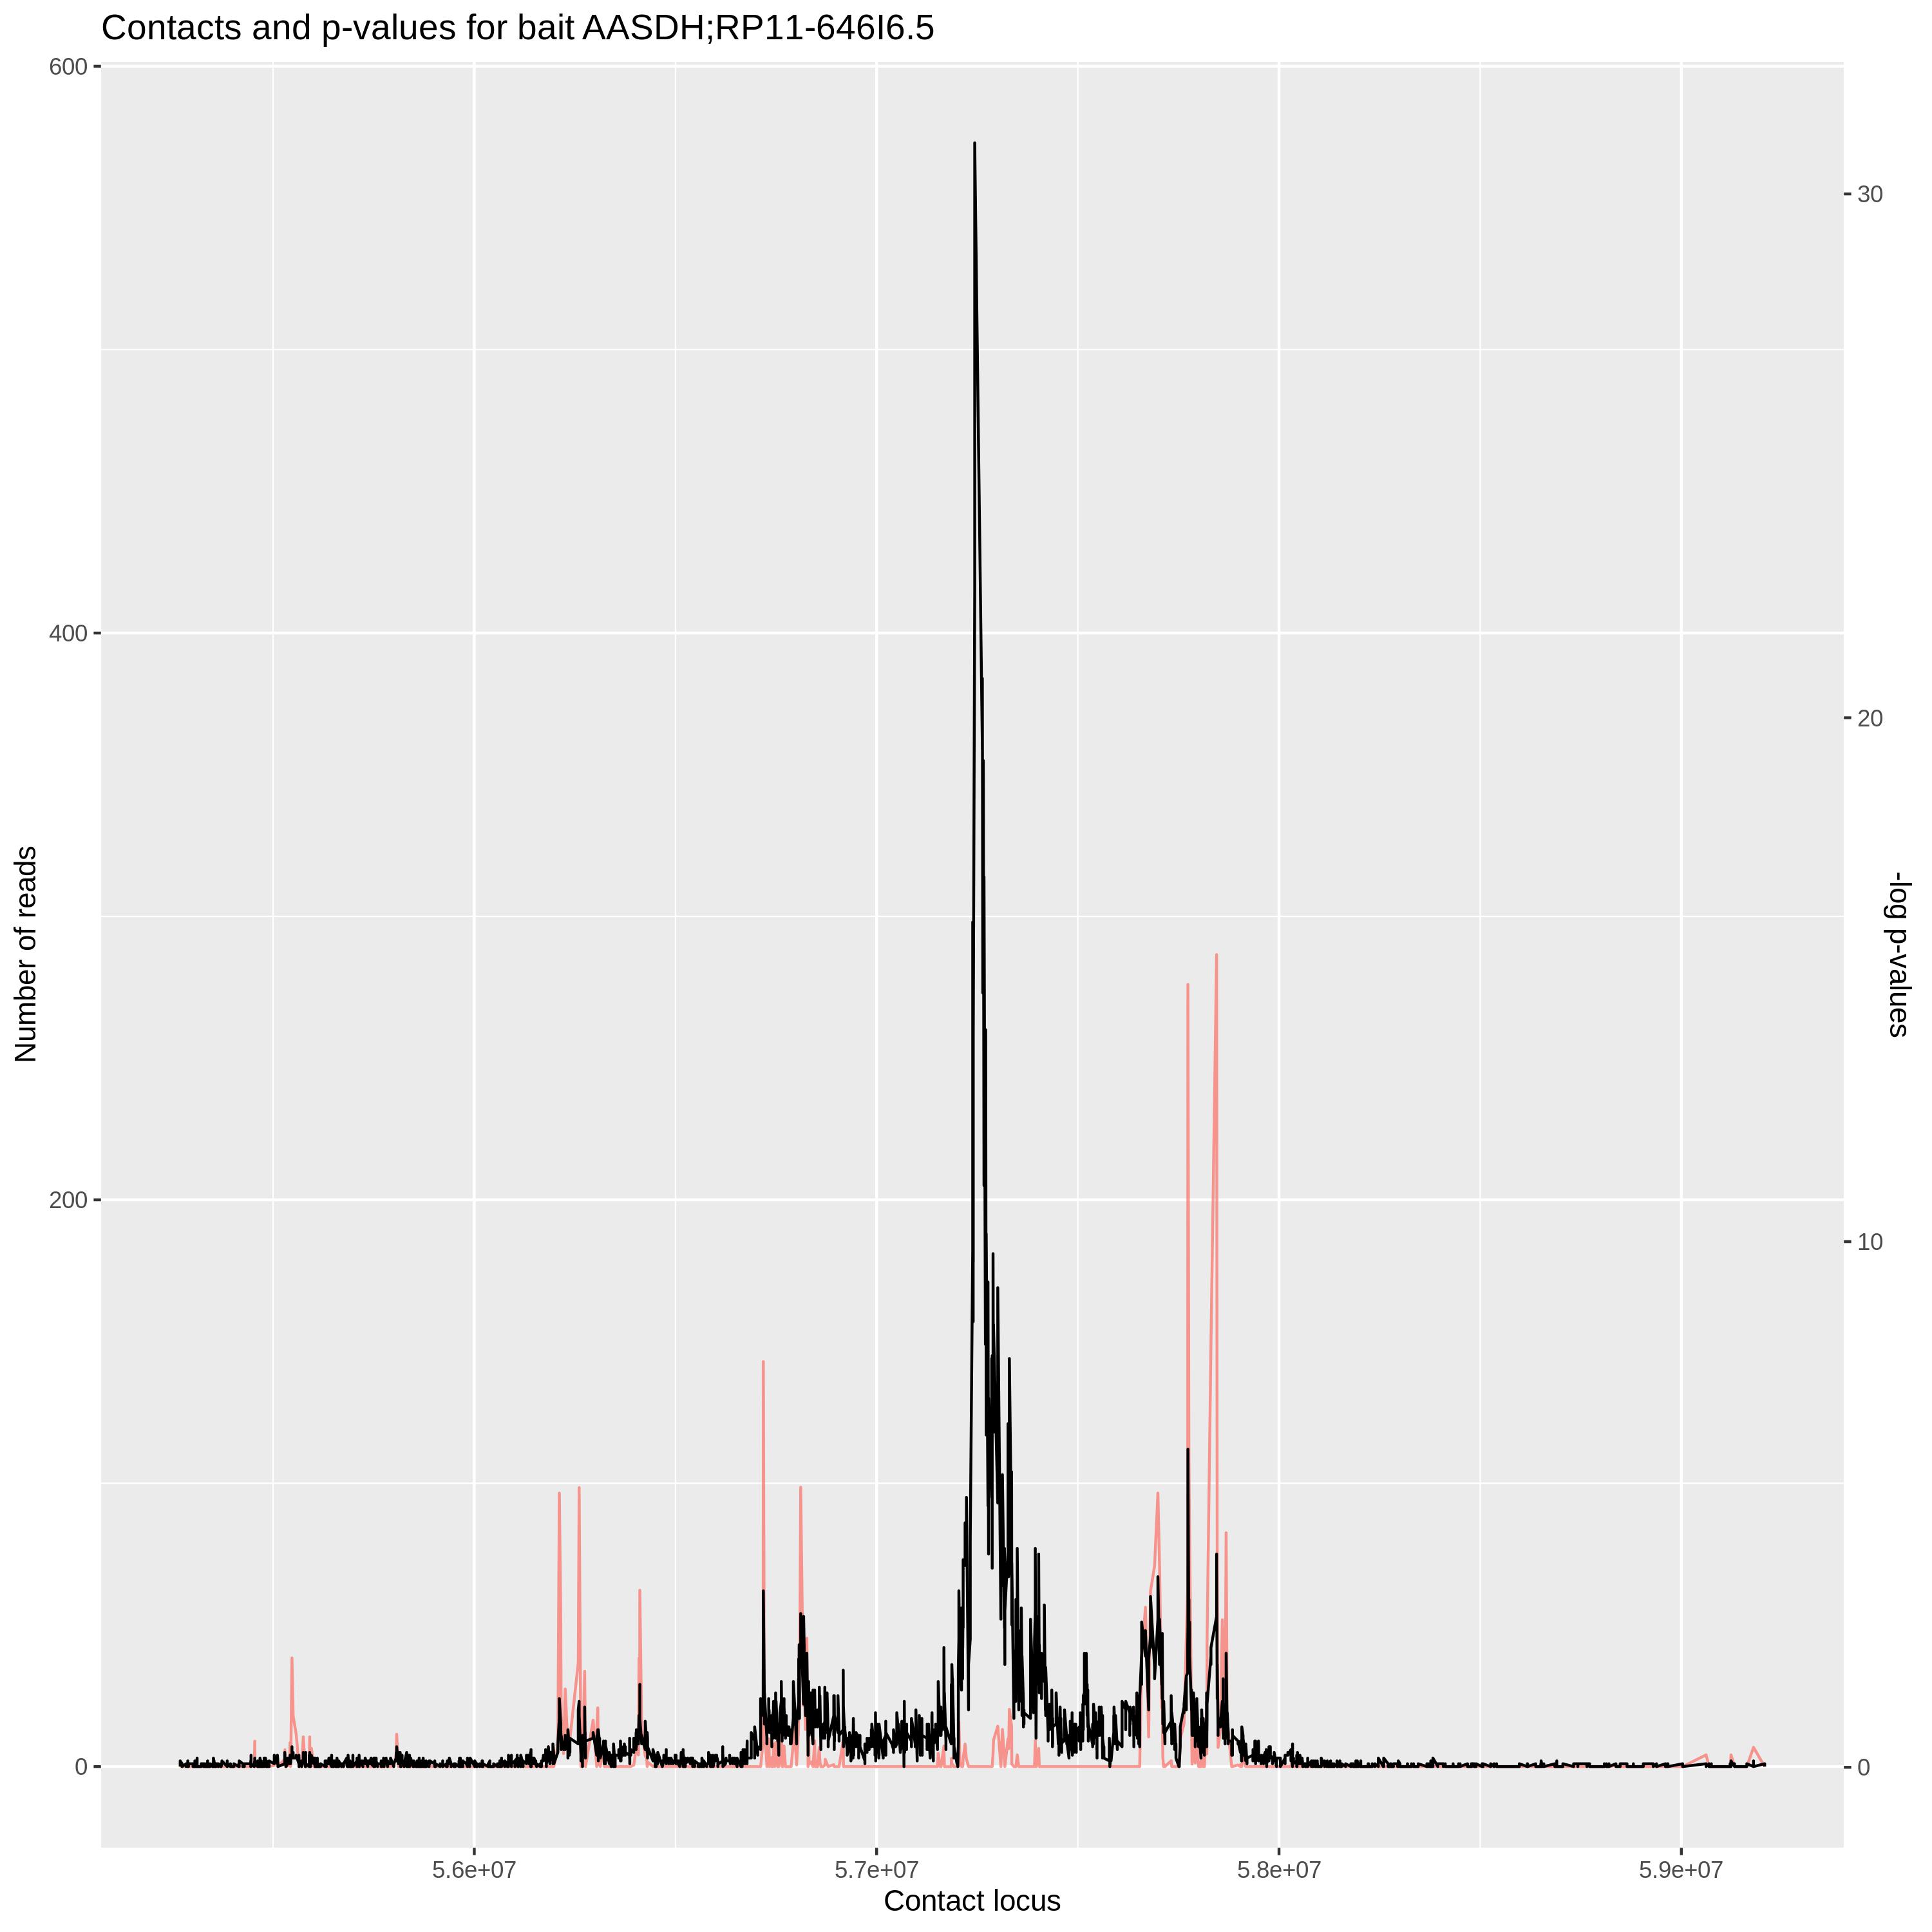 Contacts and p-values for bait AASDH;RP11-646I6.5
600
400
200
0
Number of reads
30
20
10
0
-log p-values
5.6e+07 5.7e+07 5.8e+07 5.9e+07
Contact locus